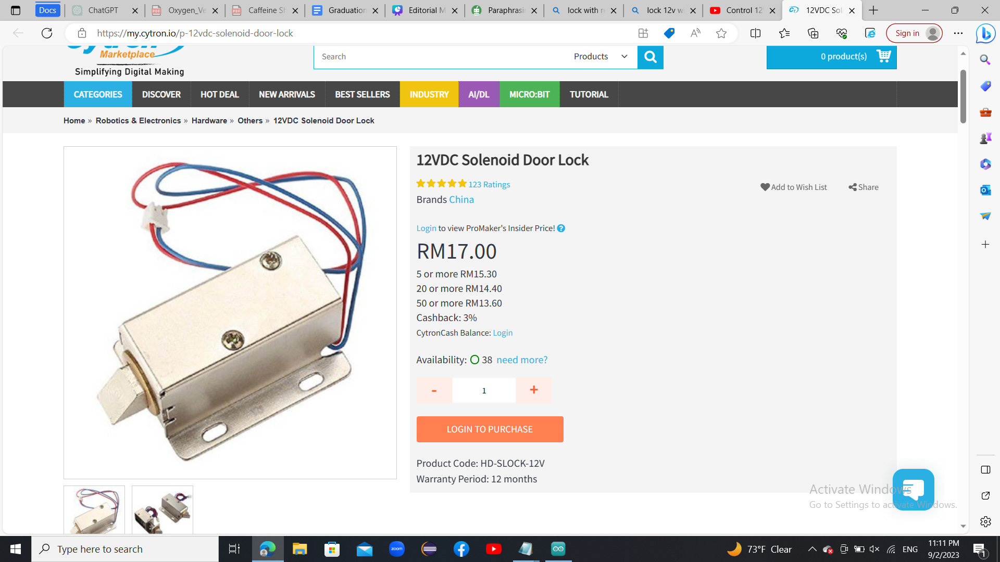 Docs
ChatGPT
Oxygen_Ve
Caffeine Sh
Graduation
Editorial M
Paraphrasi
lock with re
lock 12v w
Control 12
12VDC Sol
https://my.cytron.io/p-12vdc-solenoid-door-lock
Sign in
Marketplace
Simplifying Digital Making
Search
Products
0 product(s)
CATEGORIES
DISCOVER
HOT DEAL
NEW ARRIVALS
BEST SELLERS
INDUSTRY
AI/DL
MICRO:BIT
TUTORIAL
Home » Robotics & Electronics » Hardware » Others » 12VDC Solenoid Door Lock
12VDC Solenoid Door Lock
123 Ratings
Add to Wish List
Share
Brands China
Login to view ProMaker's Insider Price! ?
RM17.00
5 or more RM15.30
20 or more RM14.40
50 or more RM13.60
Cashback: 3%
CytronCash Balance: Login
Availability: 38 need more?
- 1 +
LOGIN TO PURCHASE
Product Code: HD-SLOCK-12V
Warranty Period: 12 months
Activate Windows
Go to Settings to activate Windows.
Type here to search
zoom
73°F Clear
ENG
11:11 PM
9/2/2023
1